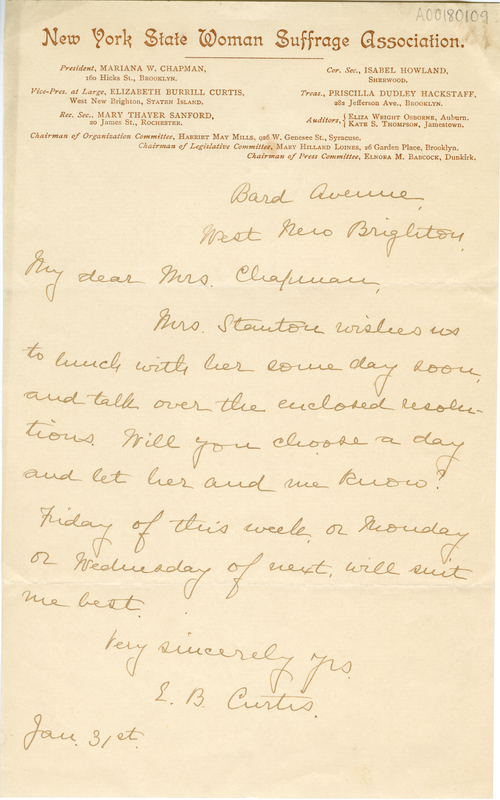 A00180109
New York State Woman Suffrage Association.
President, MARIANA W. CHAPMAN,
160 Hicks St., BROOKLYN.
Vice-Pres. at Large, ELIZABETH BURRILL CURTIS,
West New Brighton, STATEN ISLAND.
Rec. Sec., MARY THAYER SANFORD,
20 James St., ROCHESTER.
Cor. Sec., ISABEL HOWLAND,
SHERWOOD.
Treas., PRISCILLA DUDLEY HACKSTAFF,
282 Jefferson Ave., BROOKLYN.
Auditors, { ELIZA WRIGHT OSBORNE, Auburn.
KATE S. THOMPSON, Jamestown.
Chairman of Organization Committee, HARRIET MAY MILLS, 926 W. Genesee St., Syracuse.
Chairman of Legislative Committee, MARY HILLARD LOINES, 26 Garden Place, Brooklyn.
Chairman of Press Committee, ELNORA M. BABCOCK, Dunkirk.
Bard Avenue,
West New Brighton,
My dear Mrs. Chapman,
Mrs. Stanton wishes us
to lunch with her some day soon,
and talk over the enclosed resolu-
tions. Will you choose a day
and let her and me know?
Friday of this week, or Monday
or Wednesday of next, will suit
me best.
Very sincerely yrs.
E. B. Curtis.
Jan. 31st.